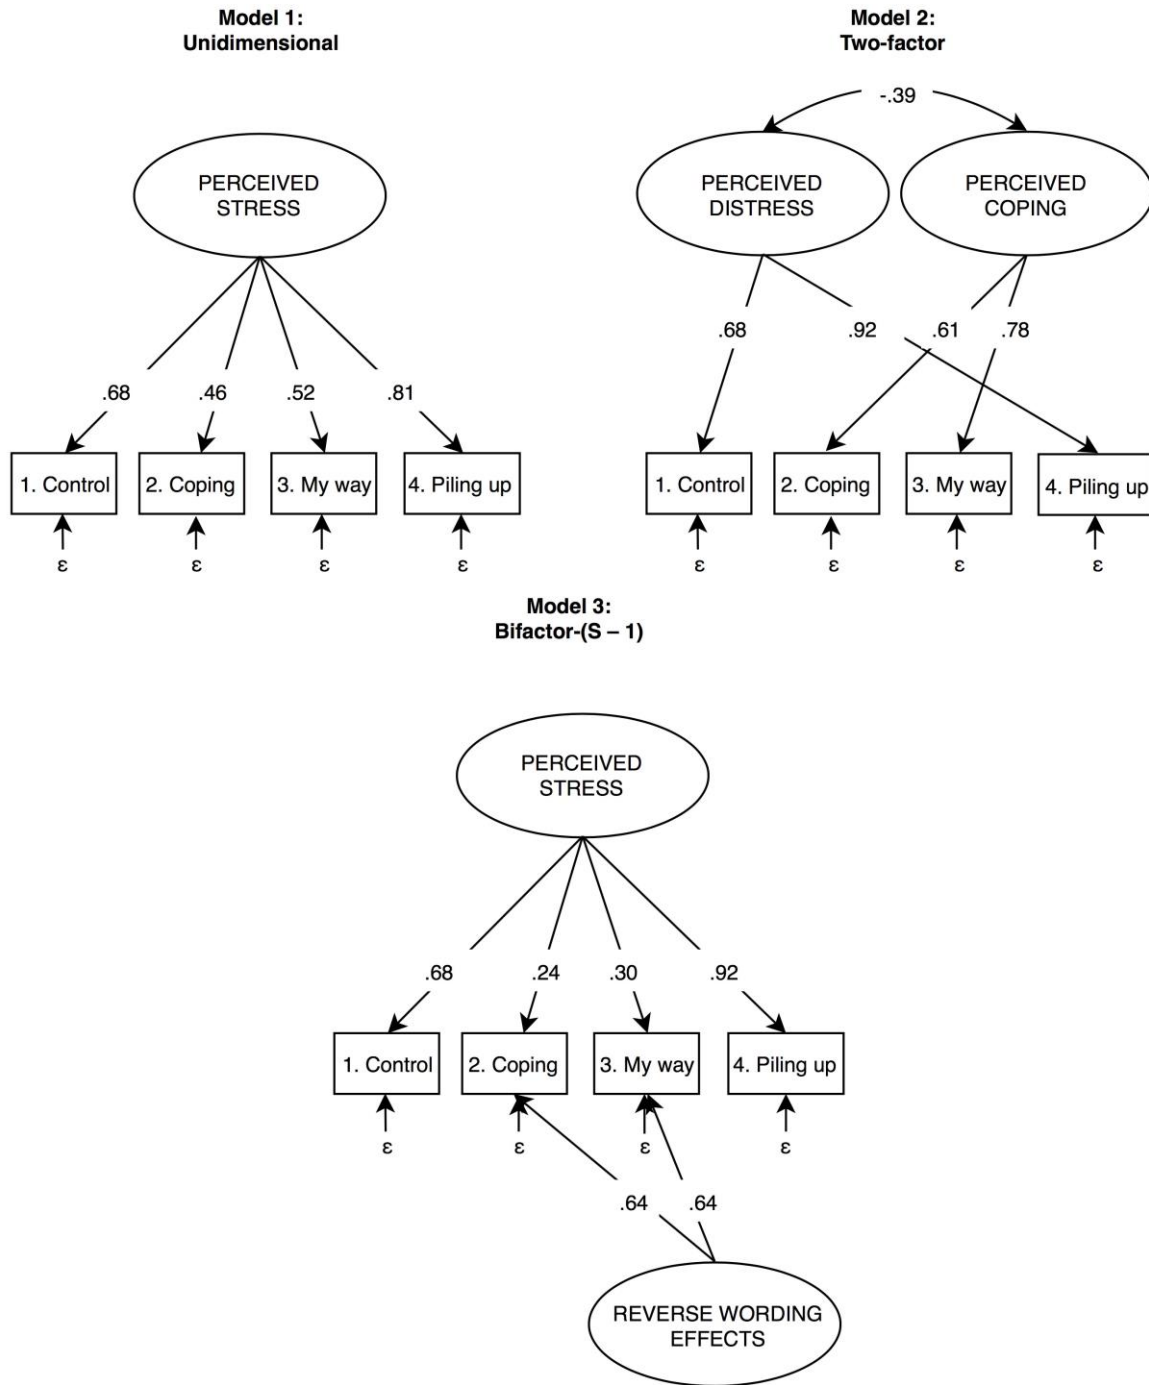 Model 1:
Unidimensional
PERCEIVED
STRESS
.68
.46
.52
.81
1. Control
2. Coping
3. My way
4. Piling up
ε
ε
ε
ε
Model 2:
Two-factor
-.39
PERCEIVED
DISTRESS
PERCEIVED
COPING
.68
.92
.61
.78
1. Control
2. Coping
3. My way
4. Piling up
ε
ε
ε
ε
Model 3:
Bifactor-(S – 1)
PERCEIVED
STRESS
.68
.24
.30
.92
1. Control
2. Coping
3. My way
4. Piling up
ε
ε
ε
ε
.64
.64
REVERSE WORDING
EFFECTS